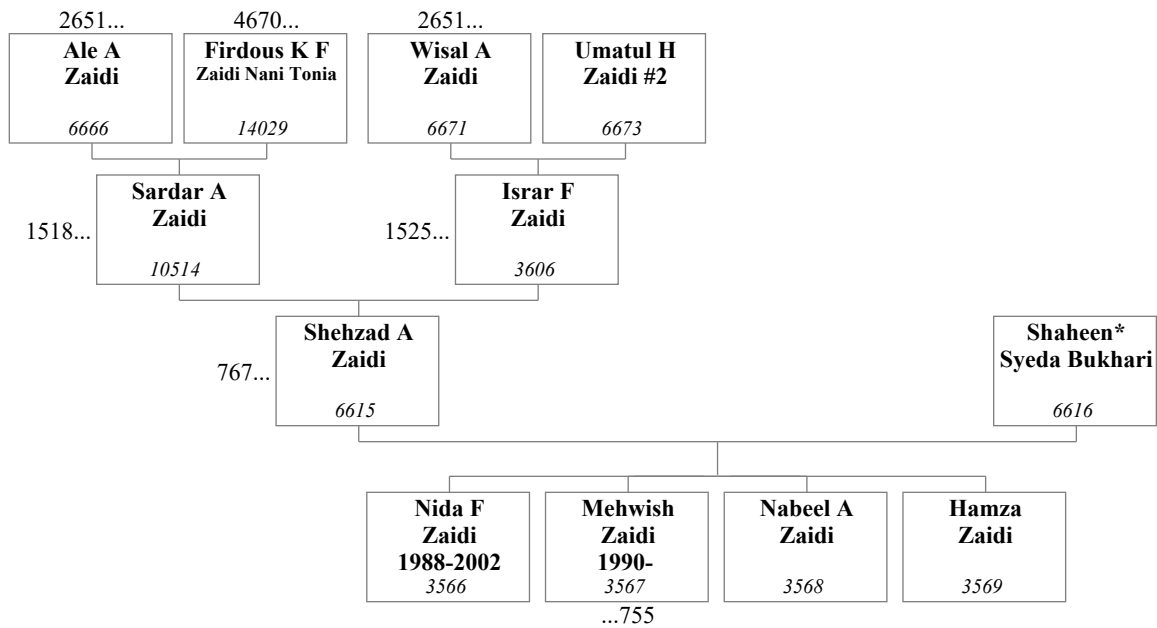 2651...
4670...
2651...
Ale A
Zaidi
6666
Firdous K F
Zaidi Nani Tonia
14029
Wisal A
Zaidi
6671
Umatul H
Zaidi #2
6673
1518...
Sardar A
Zaidi
10514
1525...
Israr F
Zaidi
3606
767...
Shehzad A
Zaidi
6615
Shaheen*
Syeda Bukhari
6616
Nida F
Zaidi
1988-2002
3566
Mehwish
Zaidi
1990-
3567
Nabeel A
Zaidi
3568
Hamza
Zaidi
3569
...755